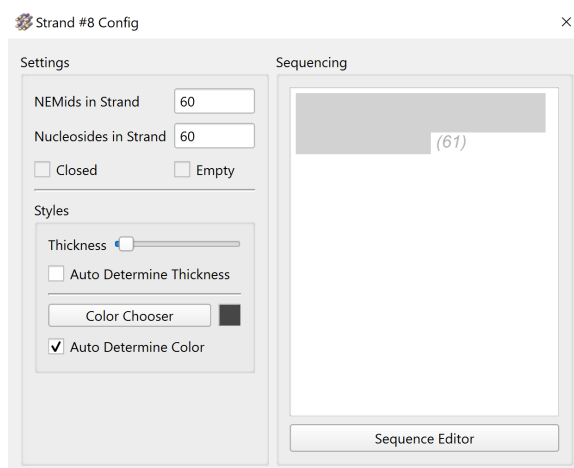 Strand #8 Config
Settings
NEMids in Strand 60
Nucleosides in Strand 60
Closed Empty
Styles
Thickness
Auto Determine Thickness
Color Chooser
Auto Determine Color
Sequencing
(61)
Sequence Editor